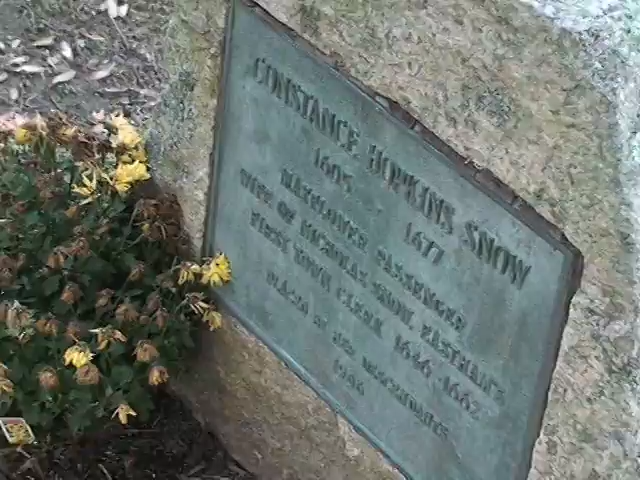 CONSTANCE HOPKINS SNOW
1605 1677
MAYFLOWER PASSENGER
WIFE OF NICHOLAS SNOW, EASTHAM'S
FIRST TOWN CLERK 1646-1662
PLACED BY HER DESCENDANTS
1966